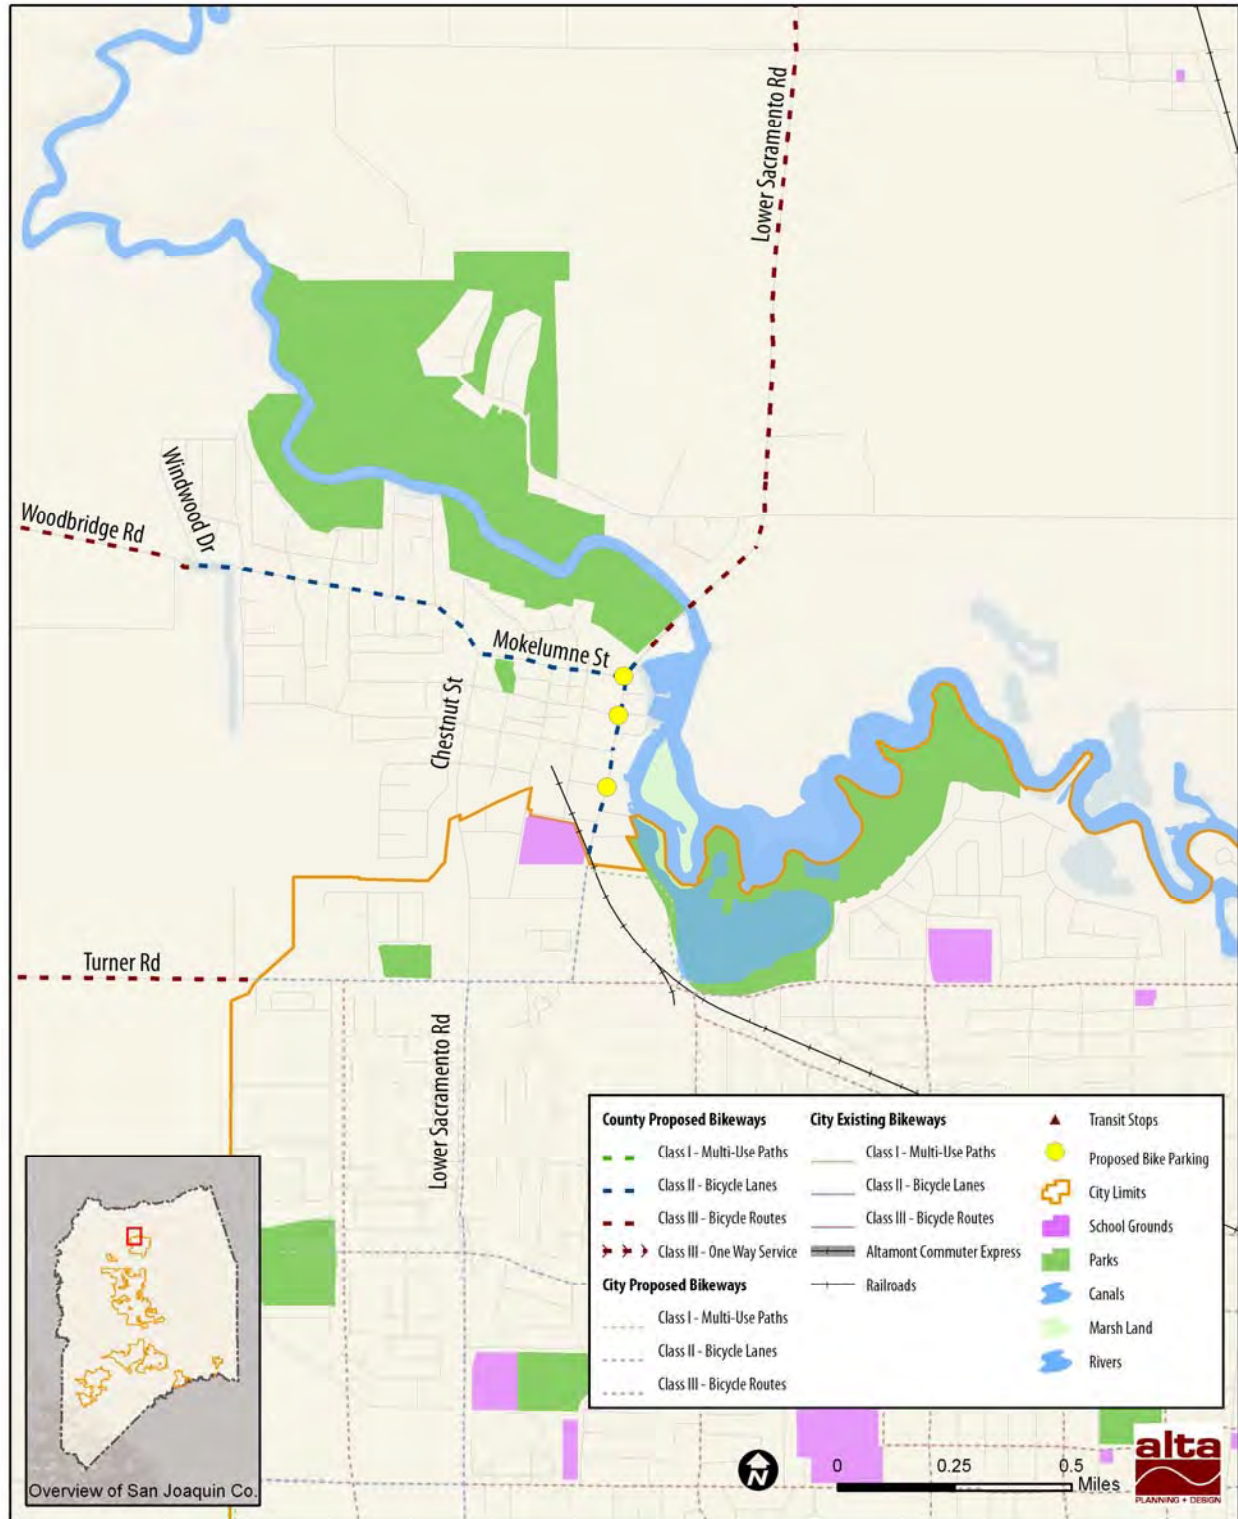 Lower Sacramento Rd
Windwood Dr
Woodbridge Rd
Mokelumne St
Chestnut St
Turner Rd
Lower Sacramento Rd
County Proposed Bikeways
Class I - Multi-Use Paths
Class II - Bicycle Lanes
Class III - Bicycle Routes
Class III - One Way Service
City Proposed Bikeways
Class I - Multi-Use Paths
Class II - Bicycle Lanes
Class III - Bicycle Routes
City Existing Bikeways
Class I - Multi-Use Paths
Class II - Bicycle Lanes
Class III - Bicycle Routes
Altamont Commuter Express
Railroads
Transit Stops
Proposed Bike Parking
City Limits
School Grounds
Parks
Canals
Marsh Land
Rivers
Overview of San Joaquin Co.
N
0 0.25 0.5
Miles
alta
PLANNING + DESIGN